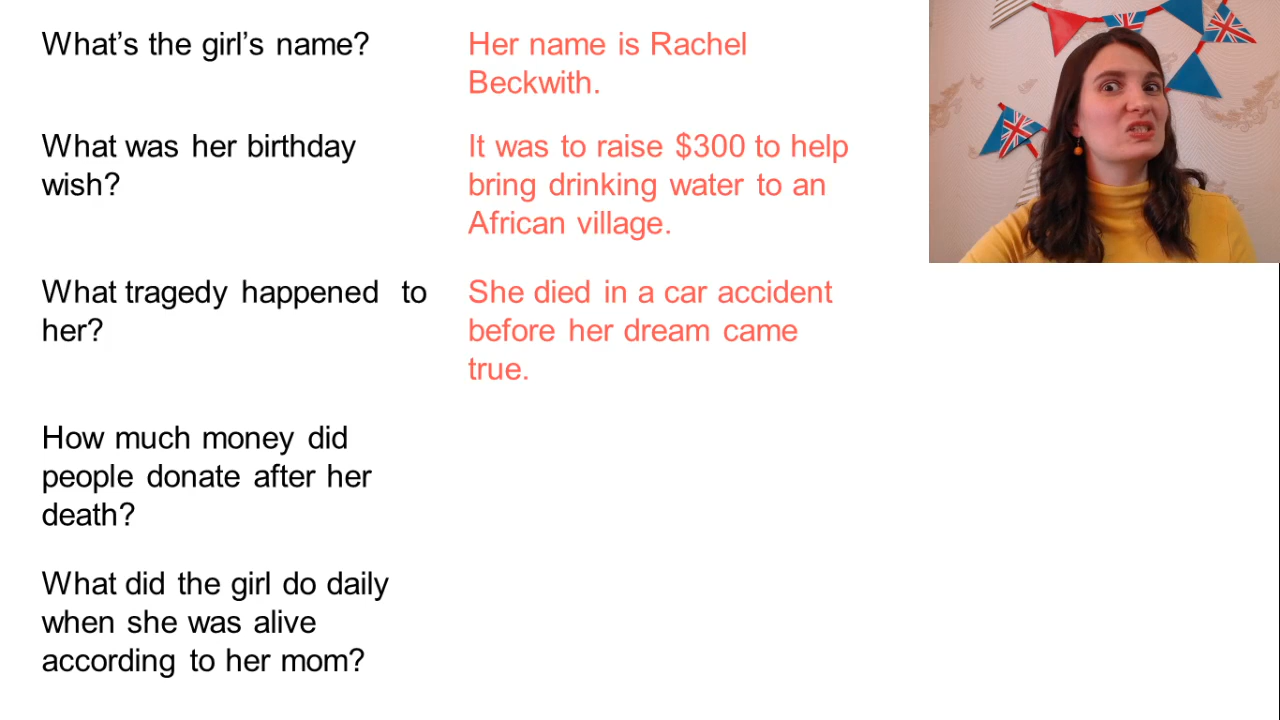 What's the girl's name?
Her name is Rachel
Beckwith.
What was her birthday
wish?
It was to raise $300 to help
bring drinking water to an
African village.
What tragedy happened to
her?
She died in a car accident
before her dream came
true.
How much money did
people donate after her
death?
What did the girl do daily
when she was alive
according to her mom?